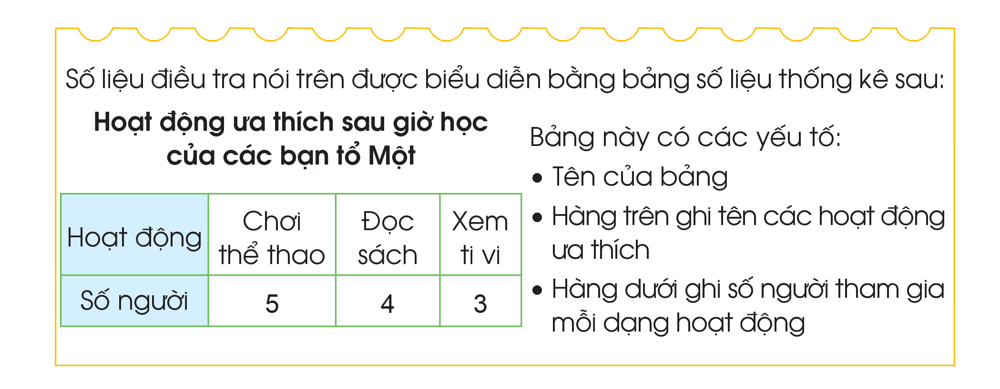 Số liệu điều tra nói trên được biểu diễn bằng bảng số liệu thống kê sau:
Hoạt động ưa thích sau giờ học
của các bạn tổ Một
Hoạt động
Chơi
thể thao
Đọc
sách
Xem
ti vi
Số người
5
4
3
Bảng này có các yếu tố:
• Tên của bảng
• Hàng trên ghi tên các hoạt động
ưa thích
• Hàng dưới ghi số người tham gia
mỗi dạng hoạt động